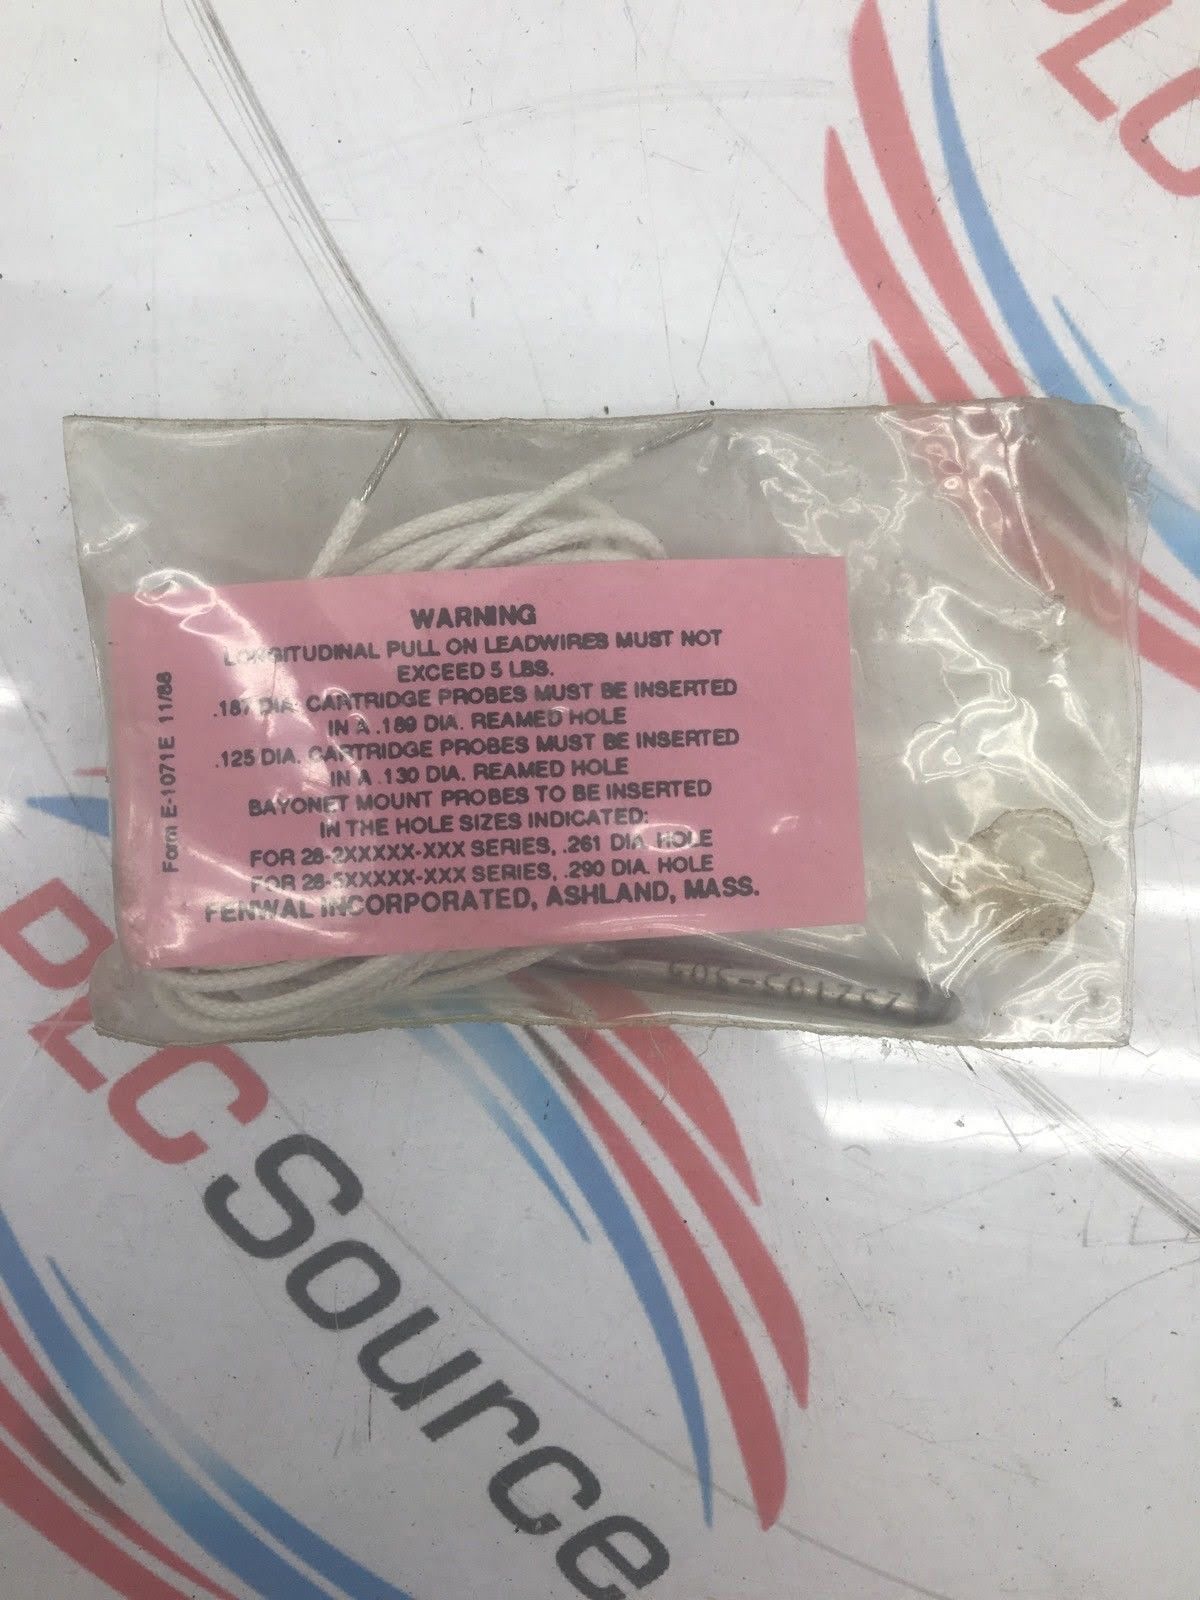 PLC
WARNING
LONGITUDINAL PULL ON LEADWIRES MUST NOT
EXCEED 5 LBS.
.187 DIA. CARTRIDGE PROBES MUST BE INSERTED
IN A .189 DIA. REAMED HOLE
.125 DIA. CARTRIDGE PROBES MUST BE INSERTED
IN A .130 DIA. REAMED HOLE
BAYONET MOUNT PROBES TO BE INSERTED
IN THE HOLE SIZES INDICATED:
FOR 28-2XXXXX-XXX SERIES, .261 DIA. HOLE
FOR 28-5XXXXX-XXX SERIES, .290 DIA. HOLE
FENWAL INCORPORATED, ASHLAND, MASS.
Form E-1071E 11/88
PLCSource